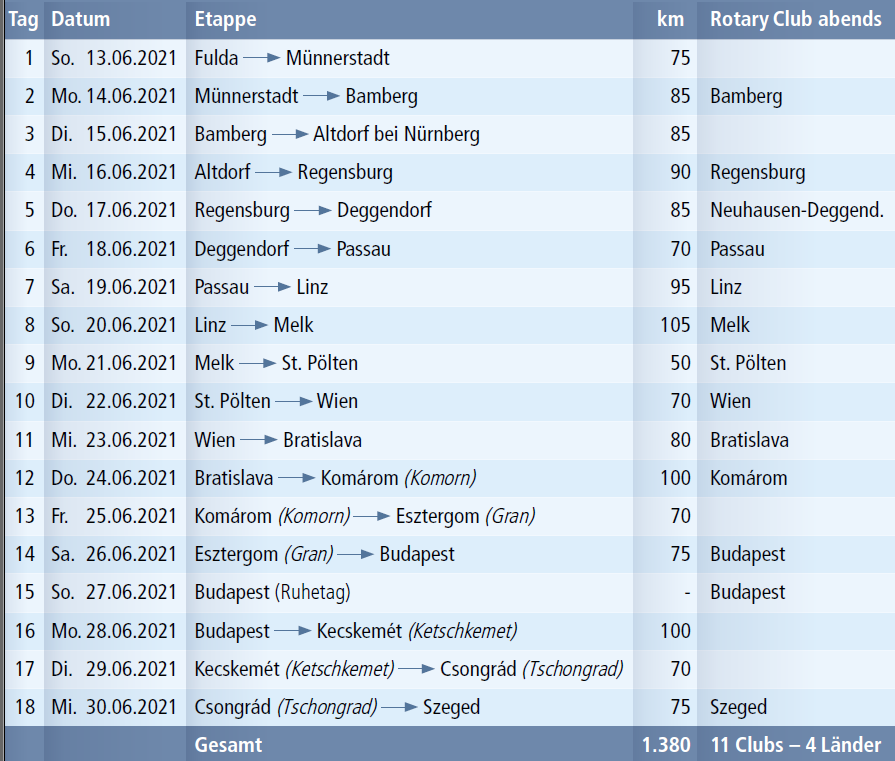 Tag Datum Etappe km Rotary Club abends
1 So. 13.06.2021 Fulda → Münnerstadt 75
2 Mo. 14.06.2021 Münnerstadt → Bamberg 85 Bamberg
3 Di. 15.06.2021 Bamberg → Altdorf bei Nürnberg 85
4 Mi. 16.06.2021 Altdorf → Regensburg 90 Regensburg
5 Do. 17.06.2021 Regensburg → Deggendorf 85 Neuhausen-Deggend.
6 Fr. 18.06.2021 Deggendorf → Passau 70 Passau
7 Sa. 19.06.2021 Passau → Linz 95 Linz
8 So. 20.06.2021 Linz → Melk 105 Melk
9 Mo. 21.06.2021 Melk → St. Pölten 50 St. Pölten
10 Di. 22.06.2021 St. Pölten → Wien 70 Wien
11 Mi. 23.06.2021 Wien → Bratislava 80 Bratislava
12 Do. 24.06.2021 Bratislava → Komárom (Komorn) 100 Komárom
13 Fr. 25.06.2021 Komárom (Komorn) → Esztergom (Gran) 70
14 Sa. 26.06.2021 Esztergom (Gran) → Budapest 75 Budapest
15 So. 27.06.2021 Budapest (Ruhetag) - Budapest
16 Mo. 28.06.2021 Budapest → Kecskemét (Ketschkemet) 100
17 Di. 29.06.2021 Kecskemét (Ketschkemet) → Csongrád (Tschongrad) 70
18 Mi. 30.06.2021 Csongrád (Tschongrad) → Szeged 75 Szeged
Gesamt 1.380 11 Clubs – 4 Länder